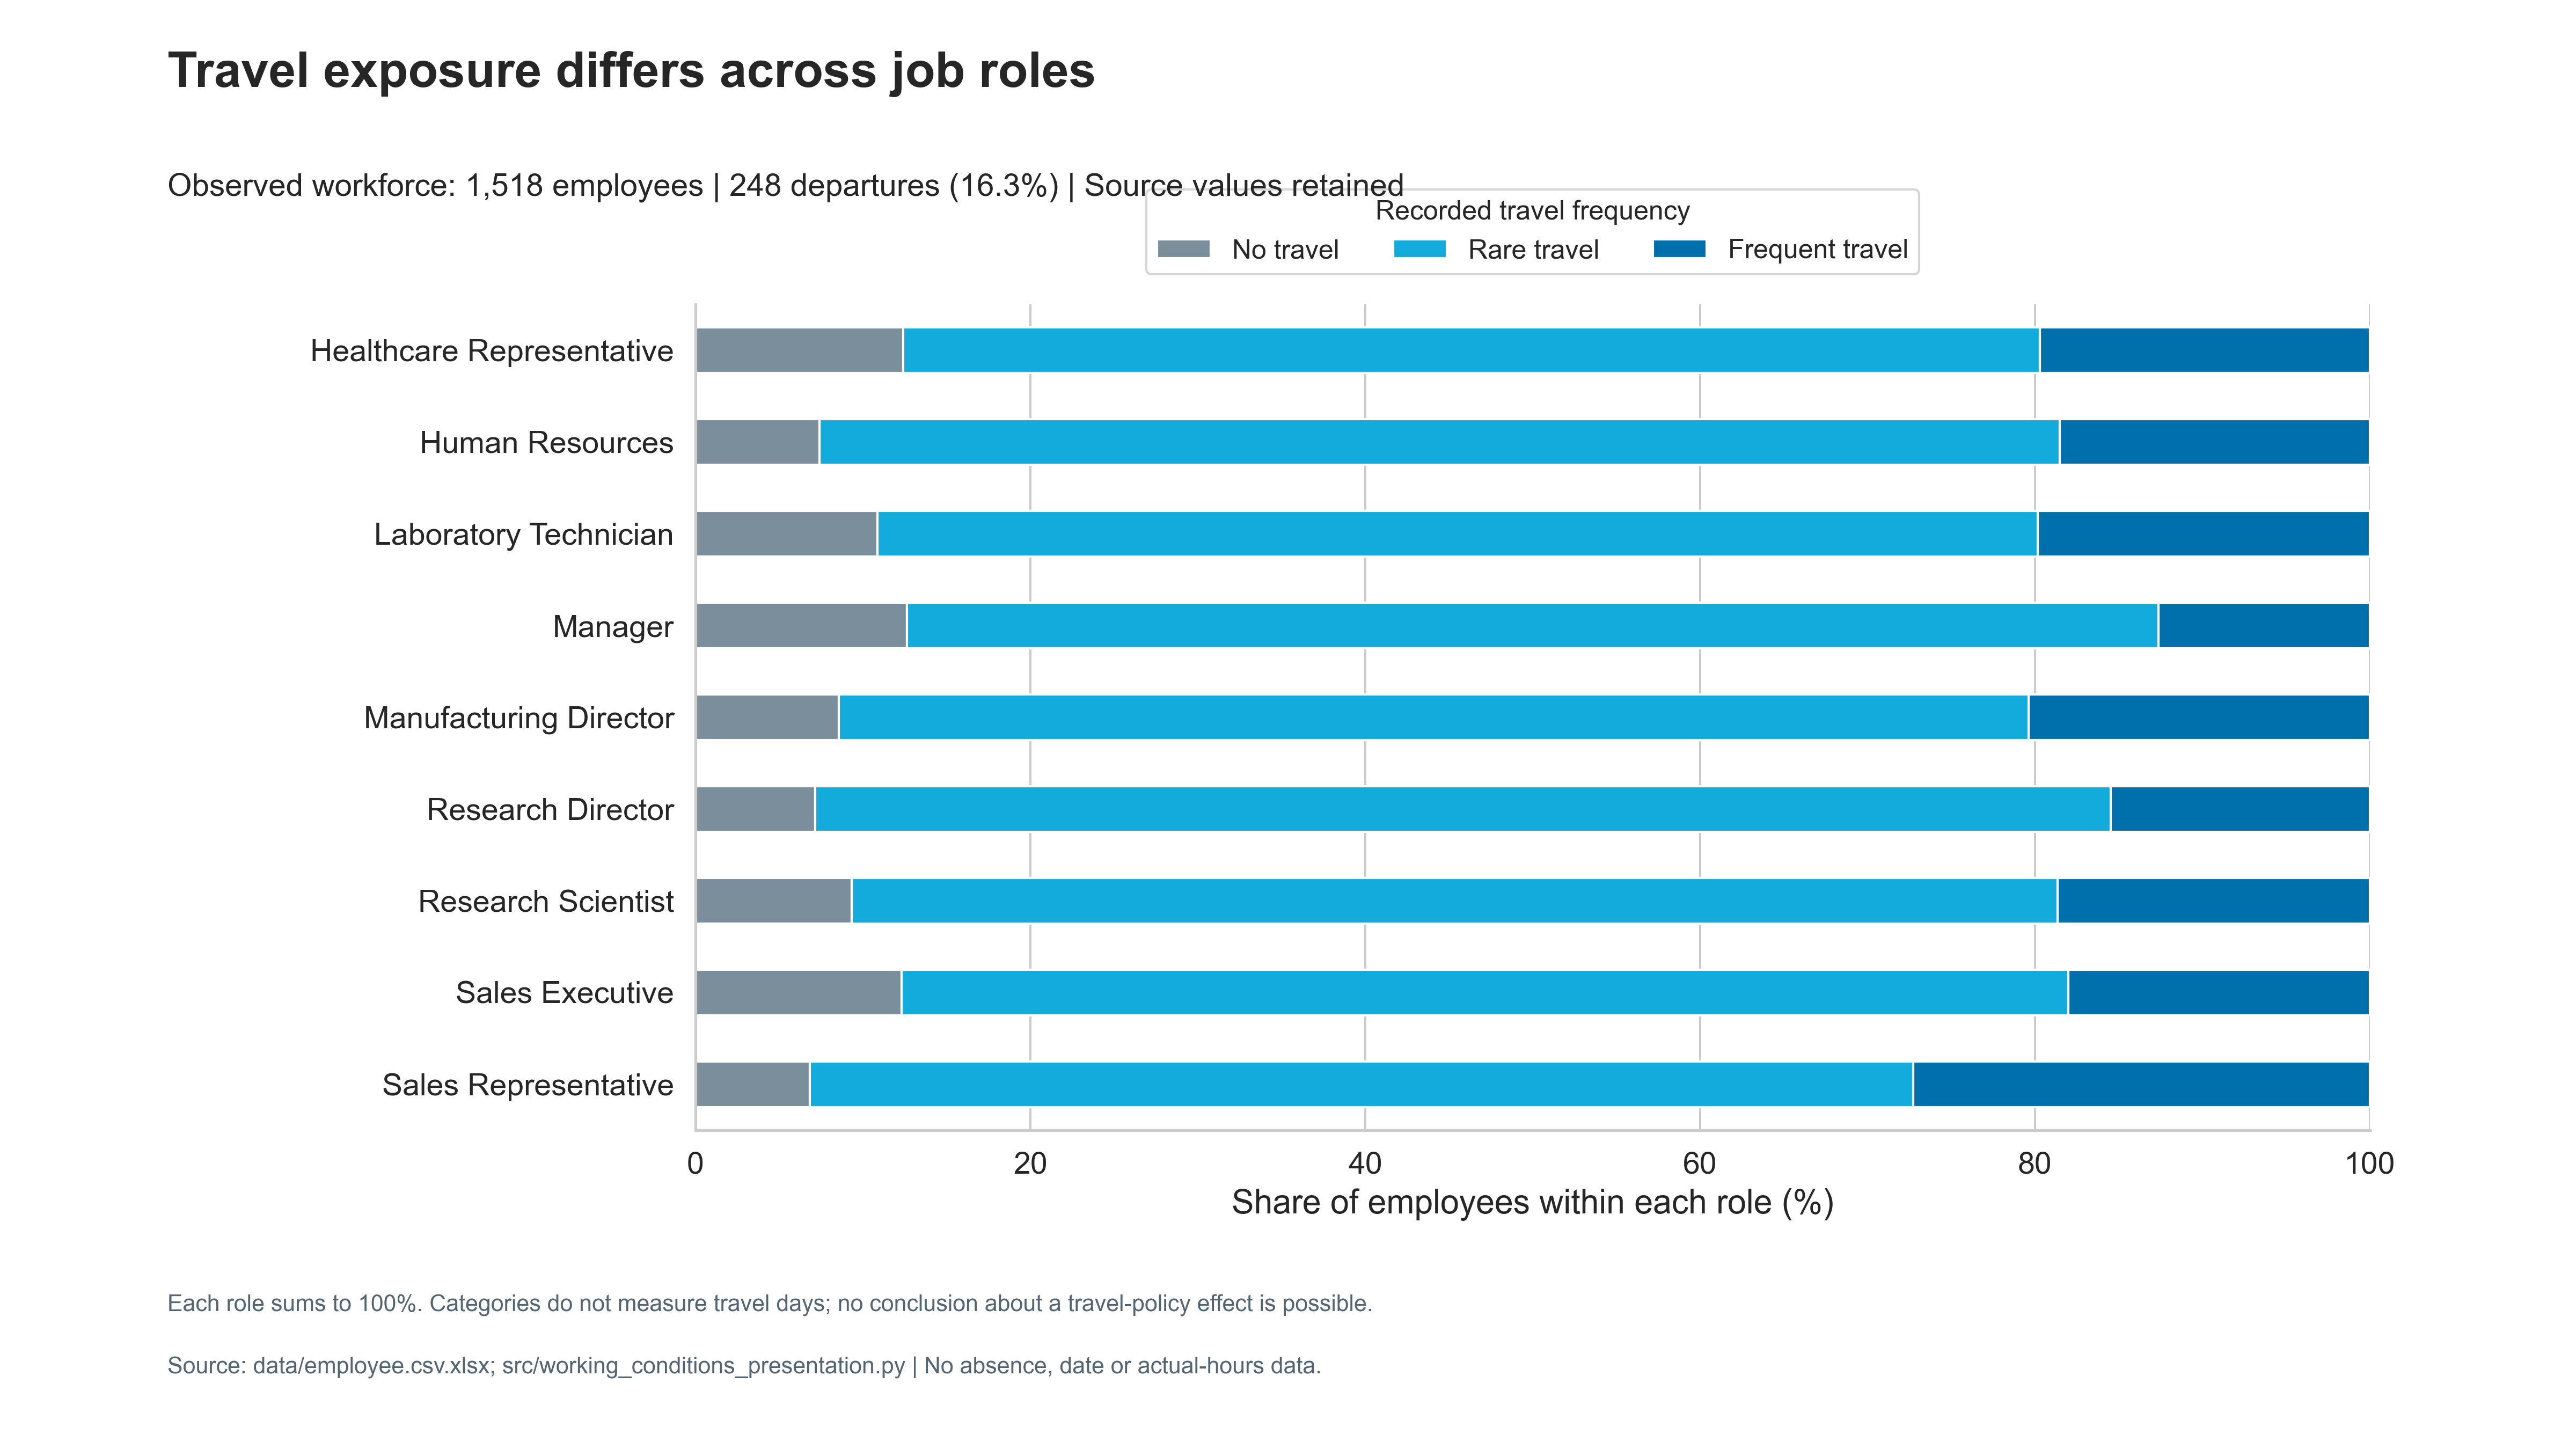 Travel exposure differs across job roles
Observed workforce: 1,518 employees | 248 departures (16.3%) | Source values retained
Recorded travel frequency
No travel
Rare travel
Frequent travel
Healthcare Representative
Human Resources
Laboratory Technician
Manager
Manufacturing Director
Research Director
Research Scientist
Sales Executive
Sales Representative
0 20 40 60 80 100
Share of employees within each role (%)
Each role sums to 100%. Categories do not measure travel days; no conclusion about a travel-policy effect is possible.
Source: data/employee.csv.xlsx; src/working_conditions_presentation.py | No absence, date or actual-hours data.